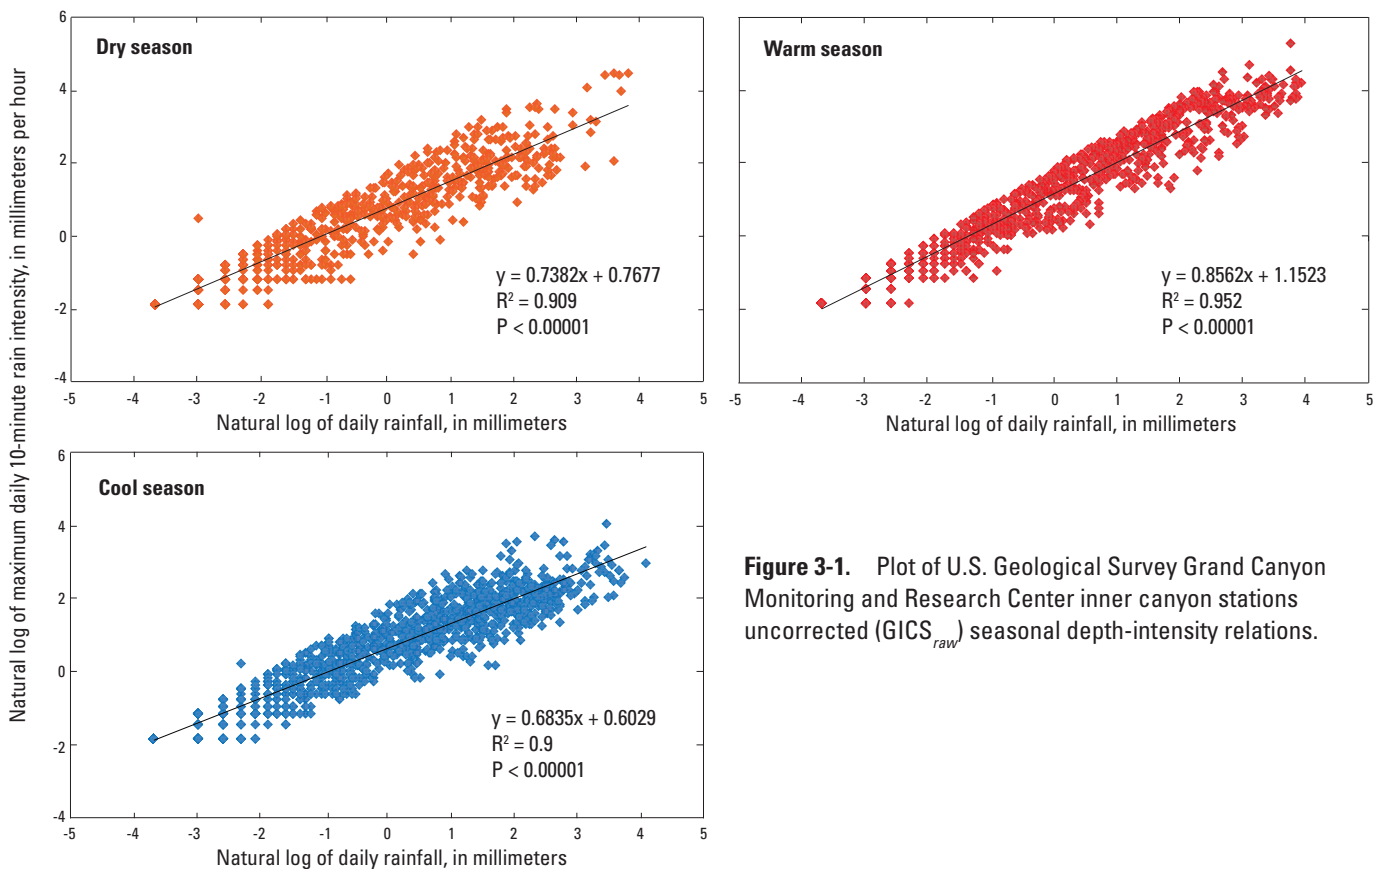 Natural log of maximum daily 10-minute rain intensity, in millimeters per hour
Dry season
6
4
2
0
-2
-4
y = 0.7382x + 0.7677
R² = 0.909
P < 0.00001
-5 -4 -3 -2 -1 0 1 2 3 4 5
Natural log of daily rainfall, in millimeters
Warm season
y = 0.8562x + 1.1523
R² = 0.952
P < 0.00001
-5 -4 -3 -2 -1 0 1 2 3 4 5
Natural log of daily rainfall, in millimeters
Cool season
6
4
2
0
-2
-4
y = 0.6835x + 0.6029
R² = 0.9
P < 0.00001
-5 -4 -3 -2 -1 0 1 2 3 4 5
Natural log of daily rainfall, in millimeters
Figure 3-1. Plot of U.S. Geological Survey Grand Canyon
Monitoring and Research Center inner canyon stations
uncorrected (GICSraw) seasonal depth-intensity relations.